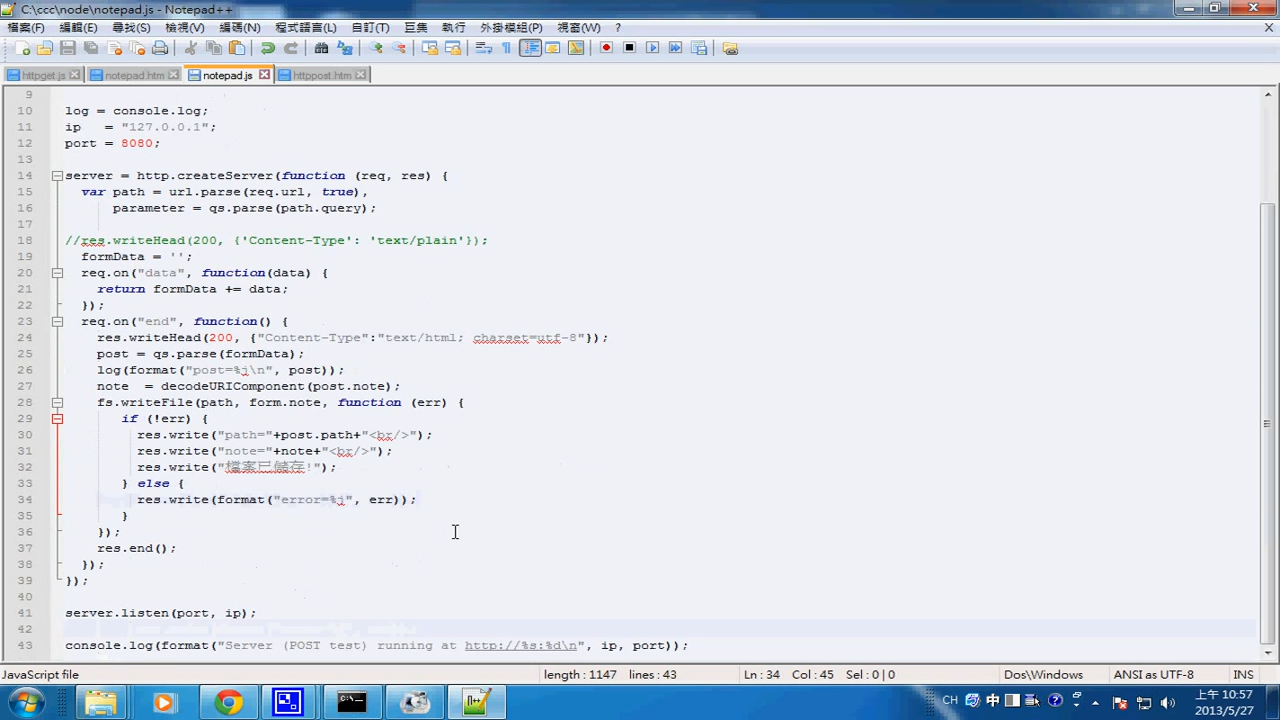 C:\ccc\node\notepad.js - Notepad++
檔案(F) 編輯(E) 尋找(S) 檢視(V) 編碼(N) 程式語言(L) 設定(T) 巨集 執行 外掛模組(P) 視窗(W) ?
httpget.js notepad.htm notepad.js httppost.htm
9
10 log = console.log;
11 ip   = "127.0.0.1";
12 port = 8080;
13
14 server = http.createServer(function (req, res) {
15   var path = url.parse(req.url, true),
16       parameter = qs.parse(path.query);
17
18 //res.writeHead(200, {'Content-Type': 'text/plain'});
19   formData = '';
20   req.on("data", function(data) {
21     return formData += data;
22   });
23   req.on("end", function() {
24     res.writeHead(200, {"Content-Type":"text/html; charset=utf-8"});
25     post = qs.parse(formData);
26     log(format("post=%j\n", post));
27     note  = decodeURIComponent(post.note);
28     fs.writeFile(path, form.note, function (err) {
29        if (!err) {
30          res.write("path="+post.path+"<br/>");
31          res.write("note="+note+"<br/>");
32          res.write("檔案已儲存!");
33        } else {
34          res.write(format("error=%j", err));
35        }
36     });
37     res.end();
38   });
39 });
40
41 server.listen(port, ip);
42
43 console.log(format("Server (POST test) running at http://%s:%d\n", ip, port));
JavaScript file length : 1147 lines : 43 Ln : 34 Col : 45 Sel : 0 | 0 Dos\Windows ANSI as UTF-8 INS
CH 中 上午 10:57
2013/5/27